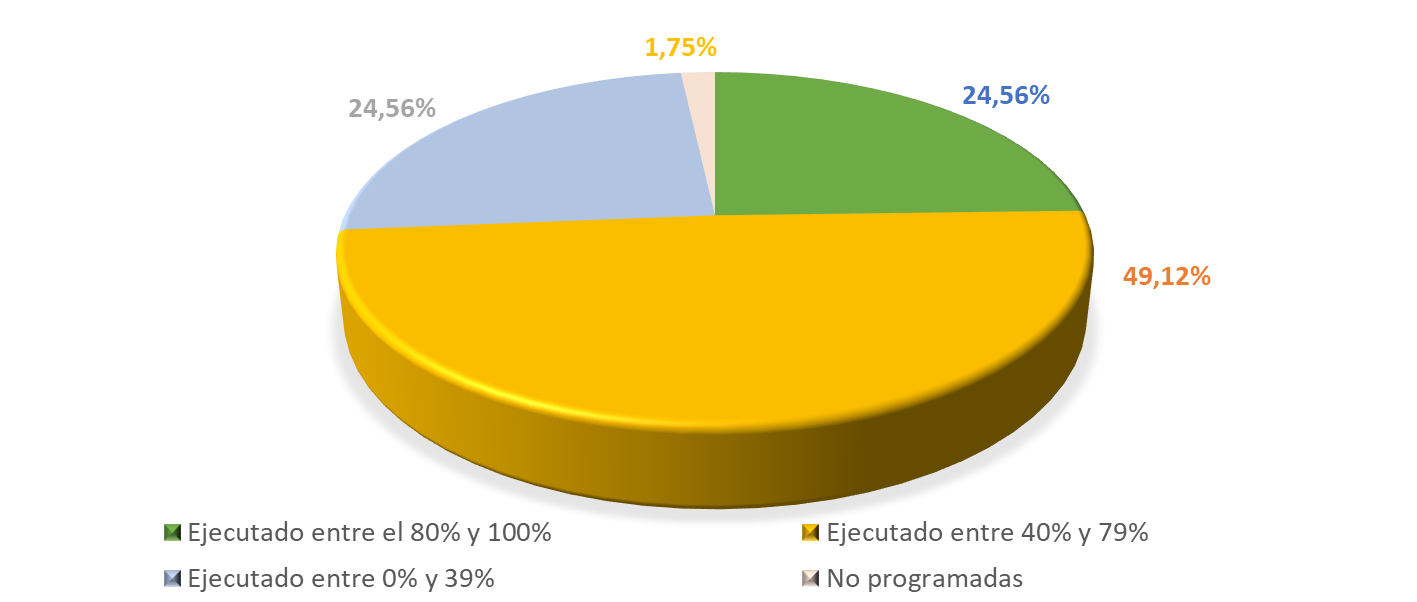 1,75%
24,56%
24,56%
49,12%
Ejecutado entre el 80% y 100%
Ejecutado entre 40% y 79%
Ejecutado entre 0% y 39%
No programadas